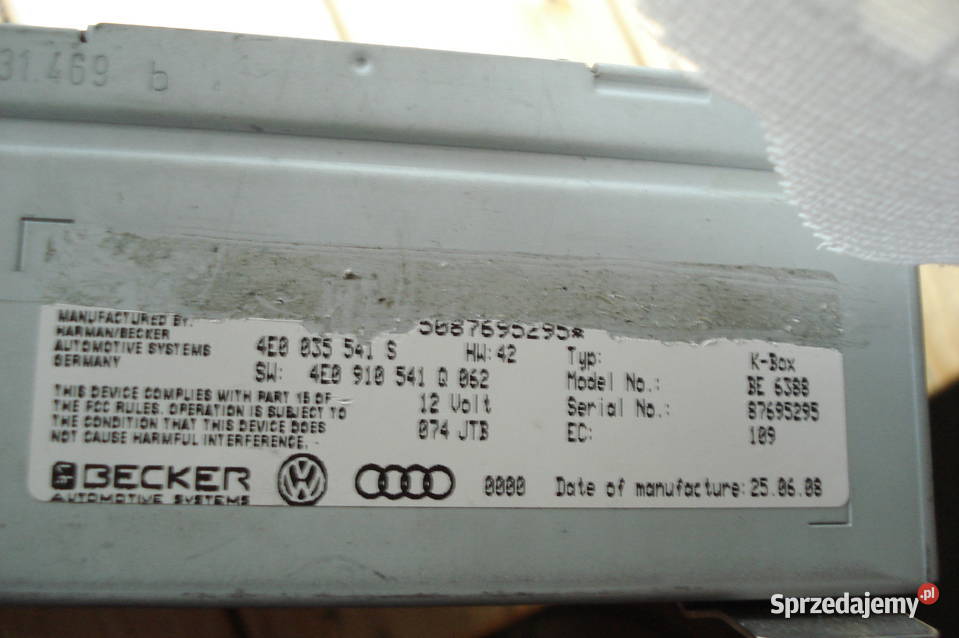 31.469 b
MANUFACTURED BY:
HARMAN/BECKER
AUTOMOTIVE SYSTEMS
GERMANY
THIS DEVICE COMPLIES WITH PART 15 OF
THE FCC RULES. OPERATION IS SUBJECT TO
THE CONDITION THAT THIS DEVICE DOES
NOT CAUSE HARMFUL INTERFERENCE.
5087695295*
4E0 035 541 S HW:42
SW: 4E0 910 541 Q 062
12 Volt
074 JTB
Typ: K-Box
Model No.: BE 6388
Serial No.: 87695295
EC: 109
BECKER
AUTOMOTIVE SYSTEMS
0000 Date of manufacture: 25.06.08
Sprzedajemy.pl